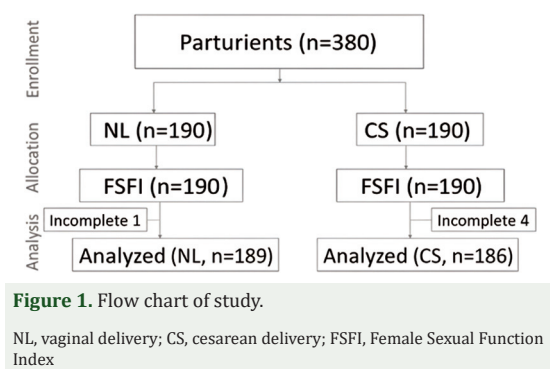 Enrollment
Parturients (n=380)
Allocation
NL (n=190)
CS (n=190)
FSFI (n=190)
FSFI (n=190)
Analysis
Incomplete 1
Incomplete 4
Analyzed (NL, n=189)
Analyzed (CS, n=186)
Figure 1. Flow chart of study.
NL, vaginal delivery; CS, cesarean delivery; FSFI, Female Sexual Function
Index